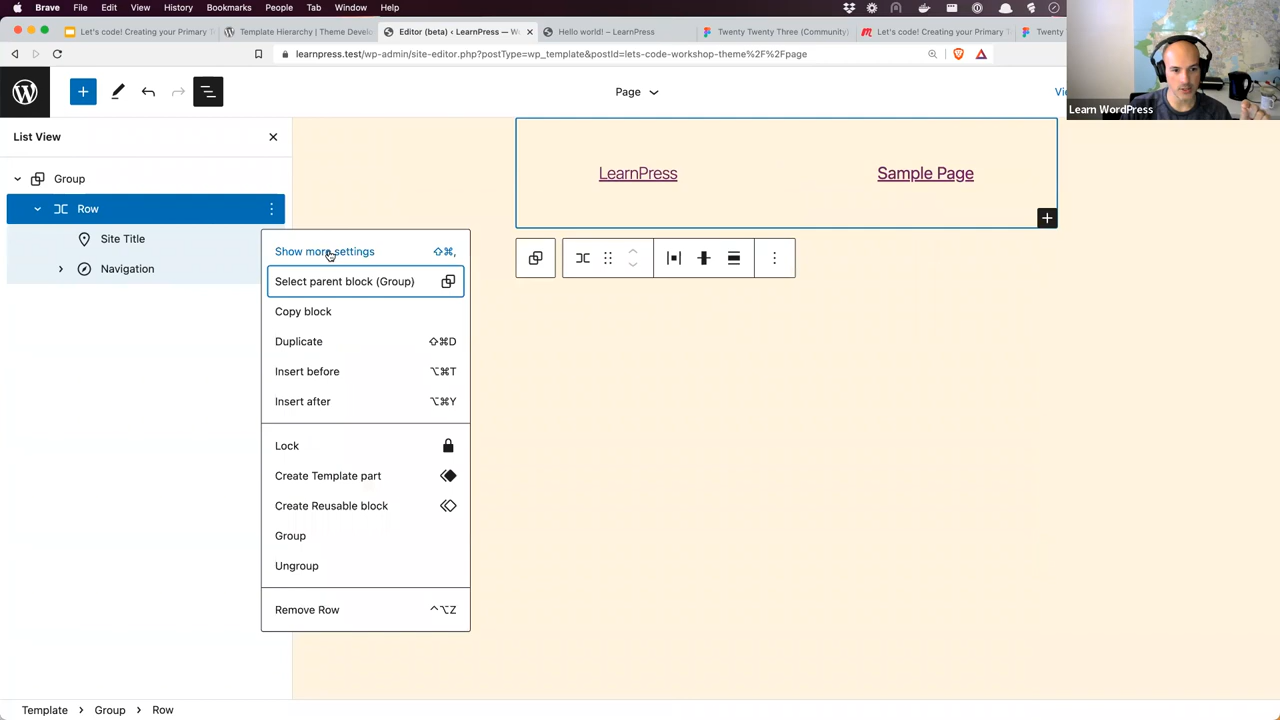 Brave File Edit View History Bookmarks People Tab Window Help
Let's code! Creating your Primary T
Template Hierarchy | Theme Develo
Editor (beta) ‹ LearnPress — Wo
Hello world! – LearnPress
Twenty Twenty Three (Community)
Let's code! Creating your Primary T
Twenty
learnpress.test/wp-admin/site-editor.php?postType=wp_template&postId=lets-code-workshop-theme%2F%2Fpage
Page
Learn WordPress
List View
Group
Row
Site Title
Navigation
LearnPress
Sample Page
Show more settings ⇧⌘,
Select parent block (Group)
Copy block
Duplicate ⇧⌘D
Insert before ⌥⌘T
Insert after ⌥⌘Y
Lock
Create Template part
Create Reusable block
Group
Ungroup
Remove Row ^⌥Z
Template > Group > Row